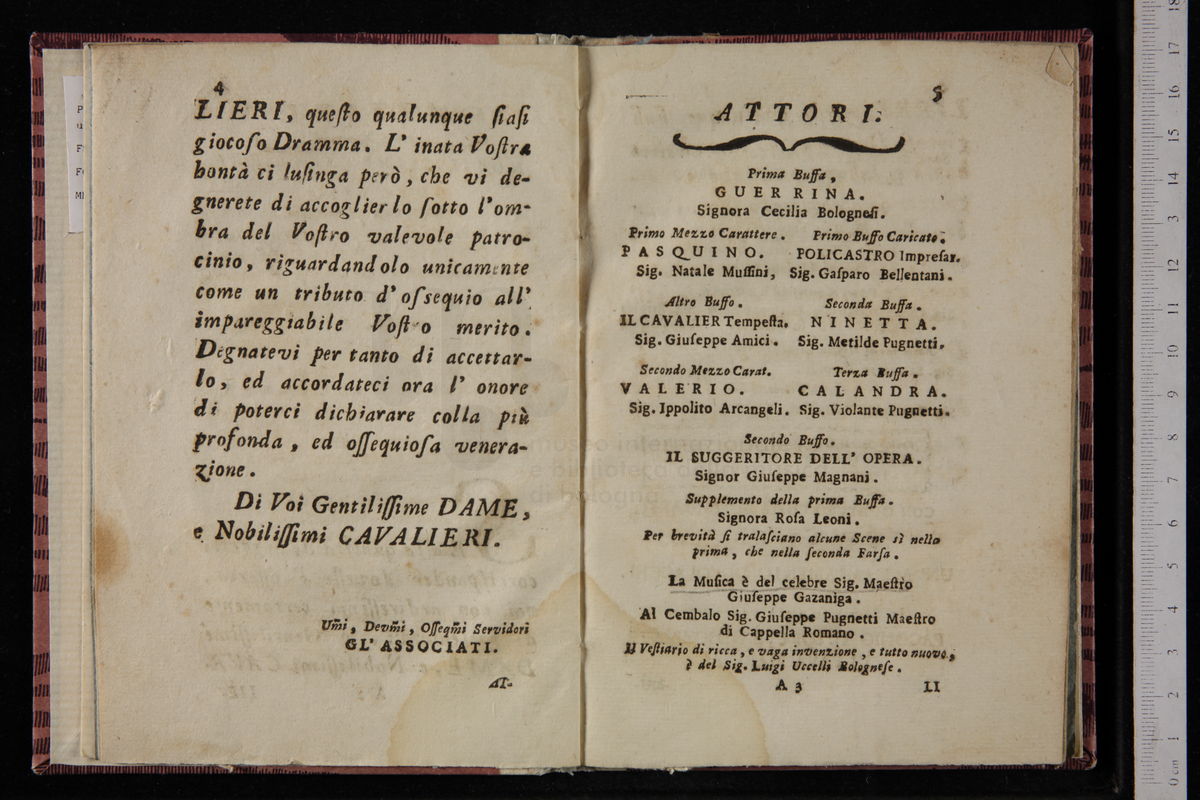 4
LIERI, queſto qualunque ſiaſi
giocoſo Dramma. L' inata Voſtra
bontà ci luſinga però, che vi de-
gnerete di accoglierlo ſotto l'om-
bra del Voſtro valevole patro-
cinio, riguardandolo unicamente
come un tributo d' oſsequio all'
impareggiabile Voſtro merito.
Degnatevi per tanto di accettar-
lo, ed accordateci ora l' onore
di poterci dichiarare colla più
profonda, ed oſſequioſa venera-
zione.
Di Voi Gentiliſſime DAME,
e Nobiliſſimi CAVALIERI.
Um̃i, Devm̃i, Oſſeqm̃i Servidori
GL' ASSOCIATI.
AT-
5
ATTORI.
Prima Buffa.
GUERRINA.
Signora Cecilia Bologneſi.
Primo Mezzo Carattere. Primo Buffo Caricato.
PASQUINO. POLICASTRO Impreſar.
Sig. Natale Muſſini, Sig. Gaſparo Bellentani.
Altro Buffo. Seconda Buffa.
IL CAVALIER Tempeſta. NINETTA.
Sig. Giuſeppe Amici. Sig. Metilde Pugnetti.
Secondo Mezzo Carat. Terza Buffa.
VALERIO. CALANDRA.
Sig. Ippolito Arcangeli. Sig. Violante Pugnetti.
Secondo Buffo.
IL SUGGERITORE DELL' OPERA.
Signor Giuſeppe Magnani.
Supplemento della prima Buffa.
Signora Roſa Leoni.
Per brevità ſi tralaſciano alcune Scene sì nella
prima, che nella ſeconda Farſa.
La Muſica è del celebre Sig. Maeſtro
Giuſeppe Gazaniga.
Al Cembalo Sig. Giuſeppe Pugnetti Maeſtro
di Cappella Romano.
Il Veſtiario di ricca, e vaga invenzione, e tutto nuovo,
è del Sig. Luigi Uccelli Bologneſe.
A 3 LI